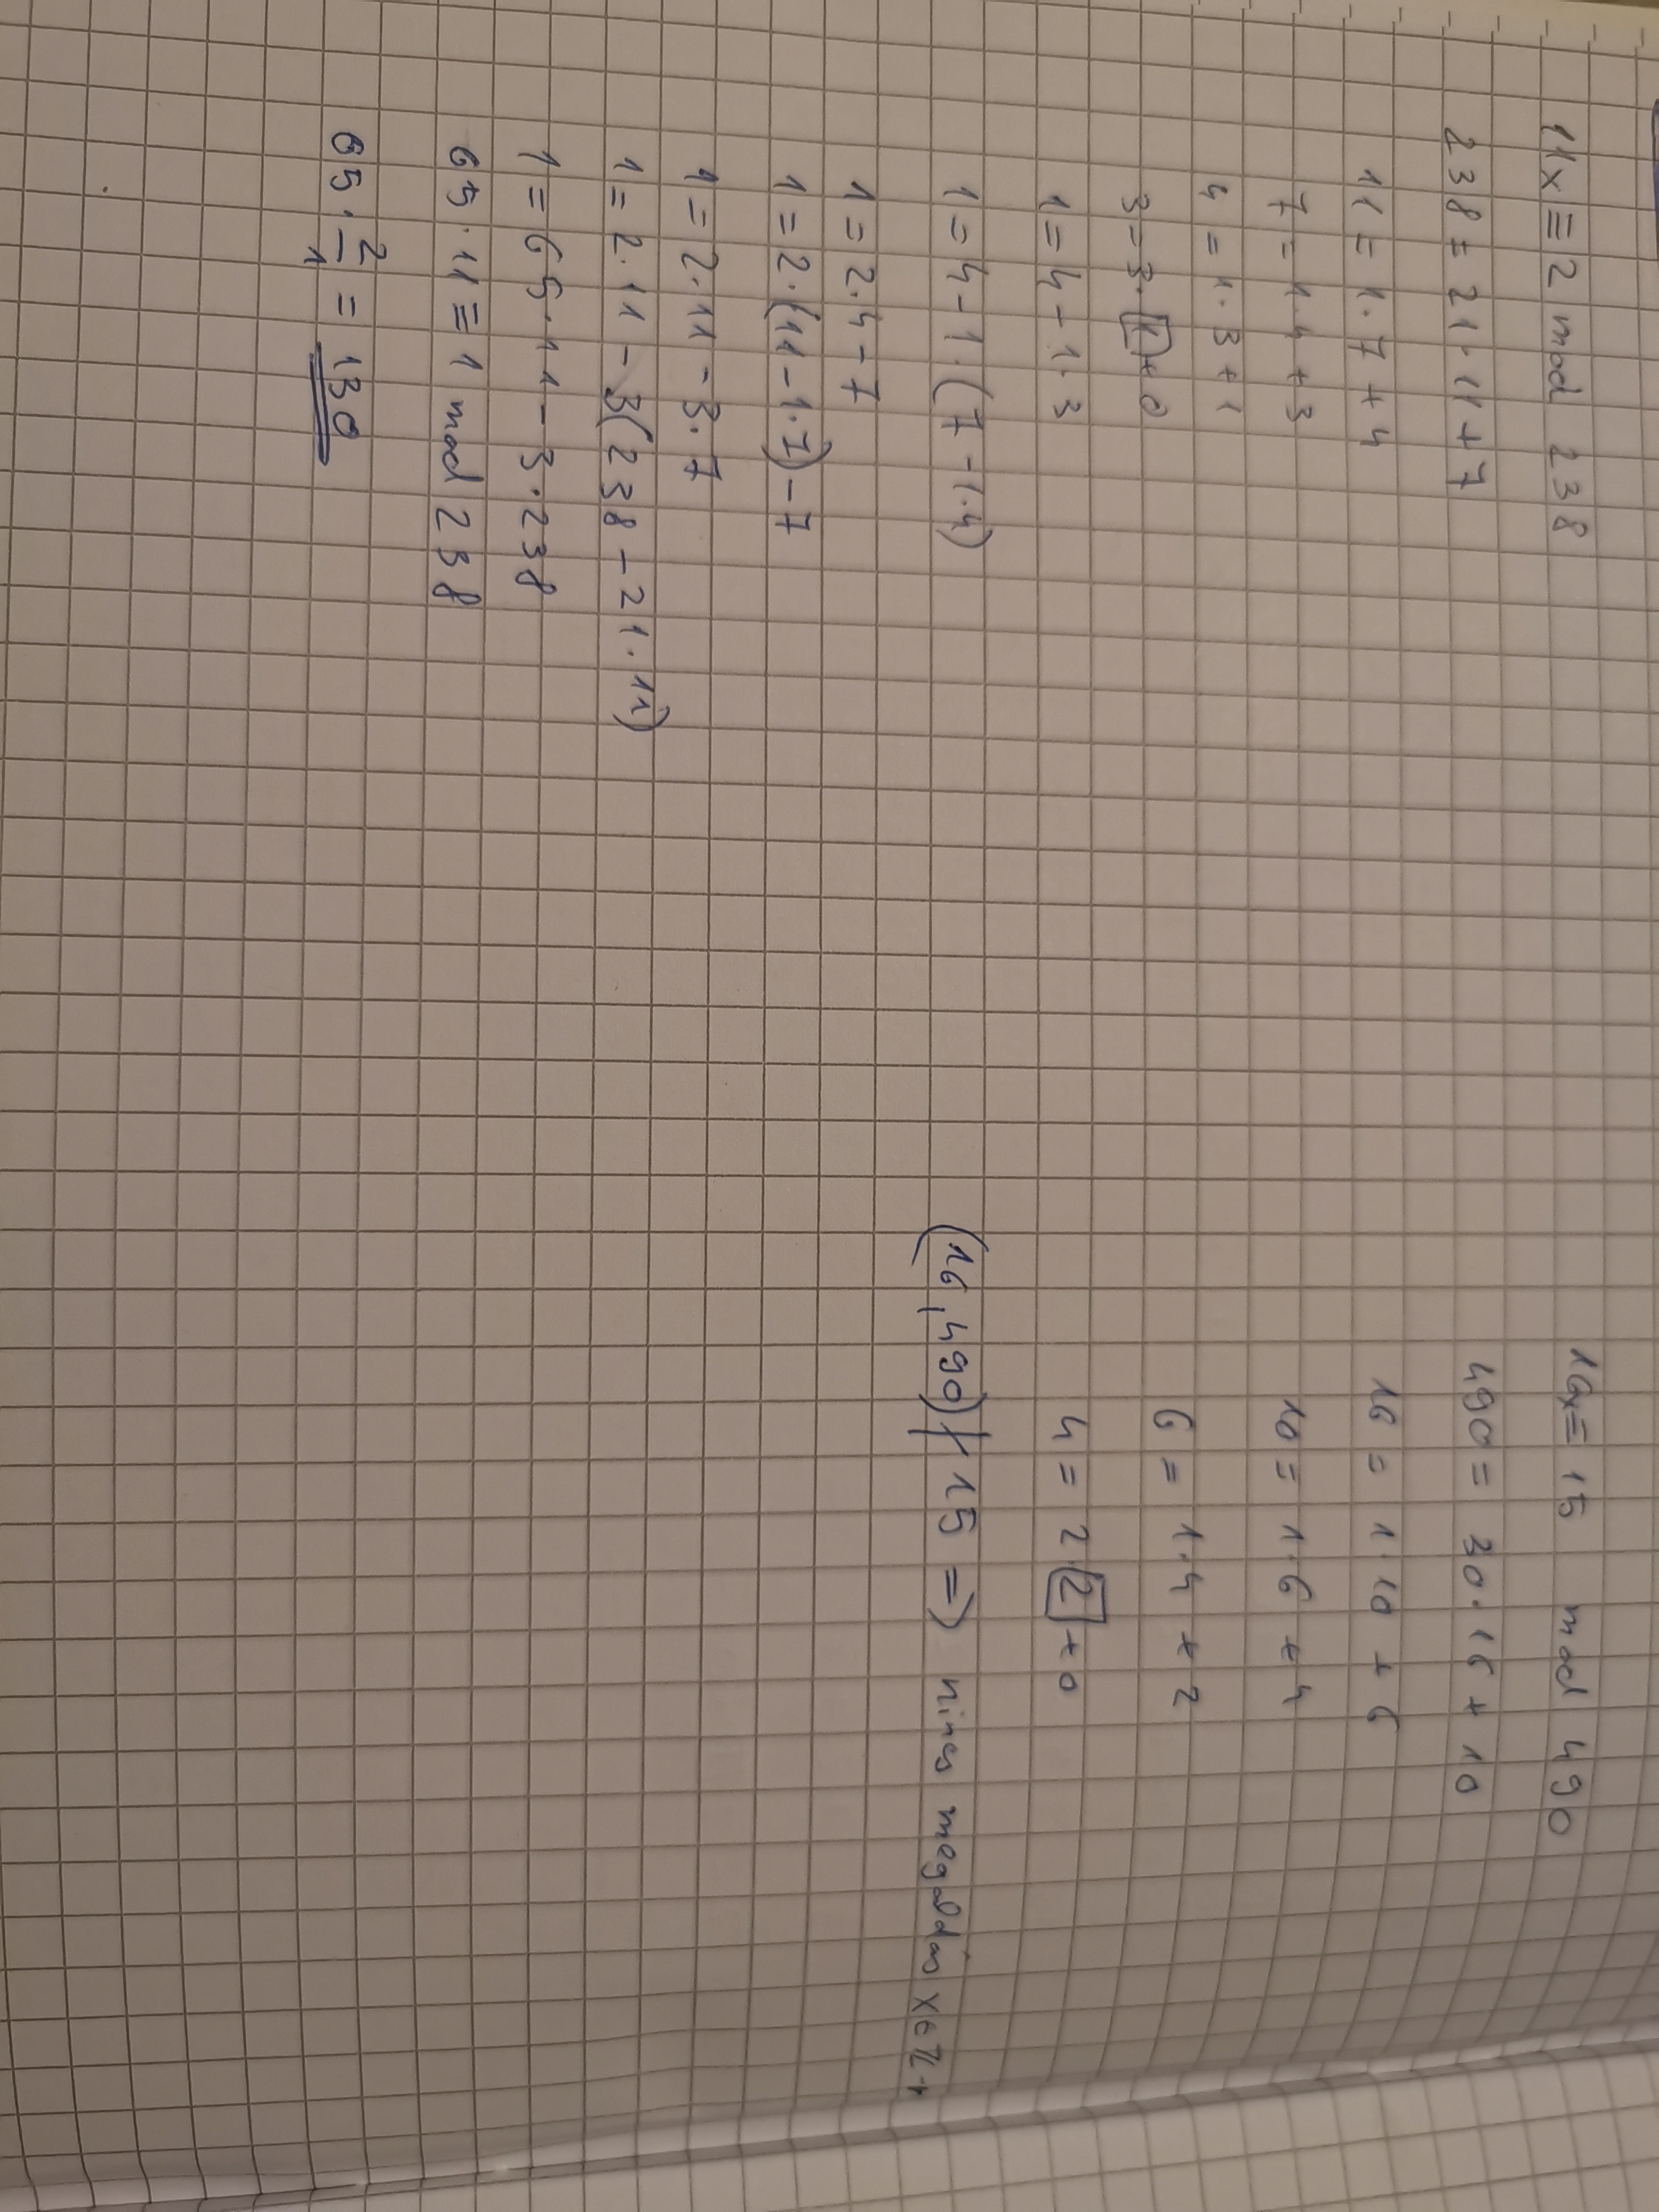 11x ≡ 2 mod 238
238 = 21·11+7
11 = 1·7+4
7 = 1·4+3
4 = 1·3+1
3=3·1+0
1=4-1·3
1=4-1·(7-1·4)
1=2·4-7
1=2·(11-1·7)-7
1=2·11-3·7
1=2·11-3(238-21·11)
1=65·11-3·238
65·11≡1 mod 238
65·2/1=130
16x≡15 mod 490
490=30·16+10
16=1·10+6
10=1·6+4
6=1·4+2
4=2·2+0
(16,490)∤15 => nincs megoldás x∈ℤ+